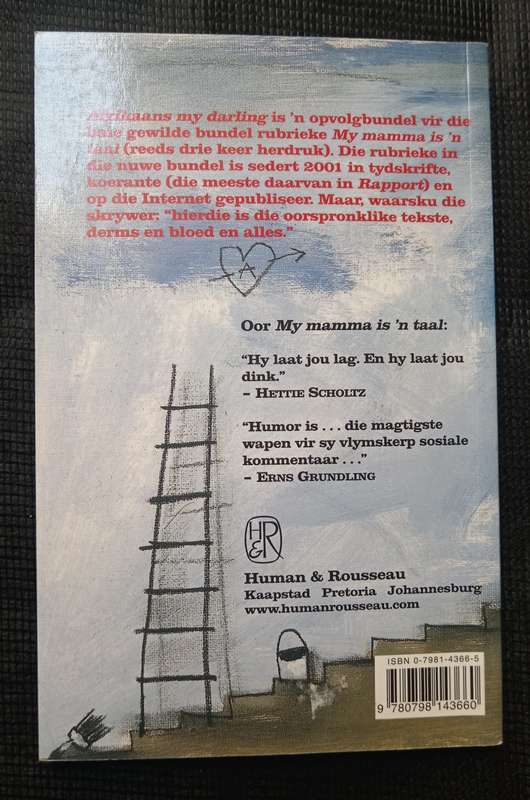 Afrikaans my darling is 'n opvolgbundel vir die
baie gewilde bundel rubrieke My mamma is 'n
taal (reeds drie keer herdruk). Die rubrieke in
die nuwe bundel is sedert 2001 in tydskrifte,
koerante (die meeste daarvan in Rapport) en
op die Internet gepubliseer. Maar, waarsku die
skrywer: "hierdie is die oorspronklike tekste,
derms en bloed en alles."
A
Oor My mamma is 'n taal:
"Hy laat jou lag. En hy laat jou
dink."
– HETTIE SCHOLTZ
"Humor is . . . die magtigste
wapen vir sy vlymskerp sosiale
kommentaar . . ."
– ERNS GRUNDLING
H
&R
Human & Rousseau
Kaapstad Pretoria Johannesburg
www.humanrousseau.com
ISBN 0-7981-4366-5
9 780798 143660